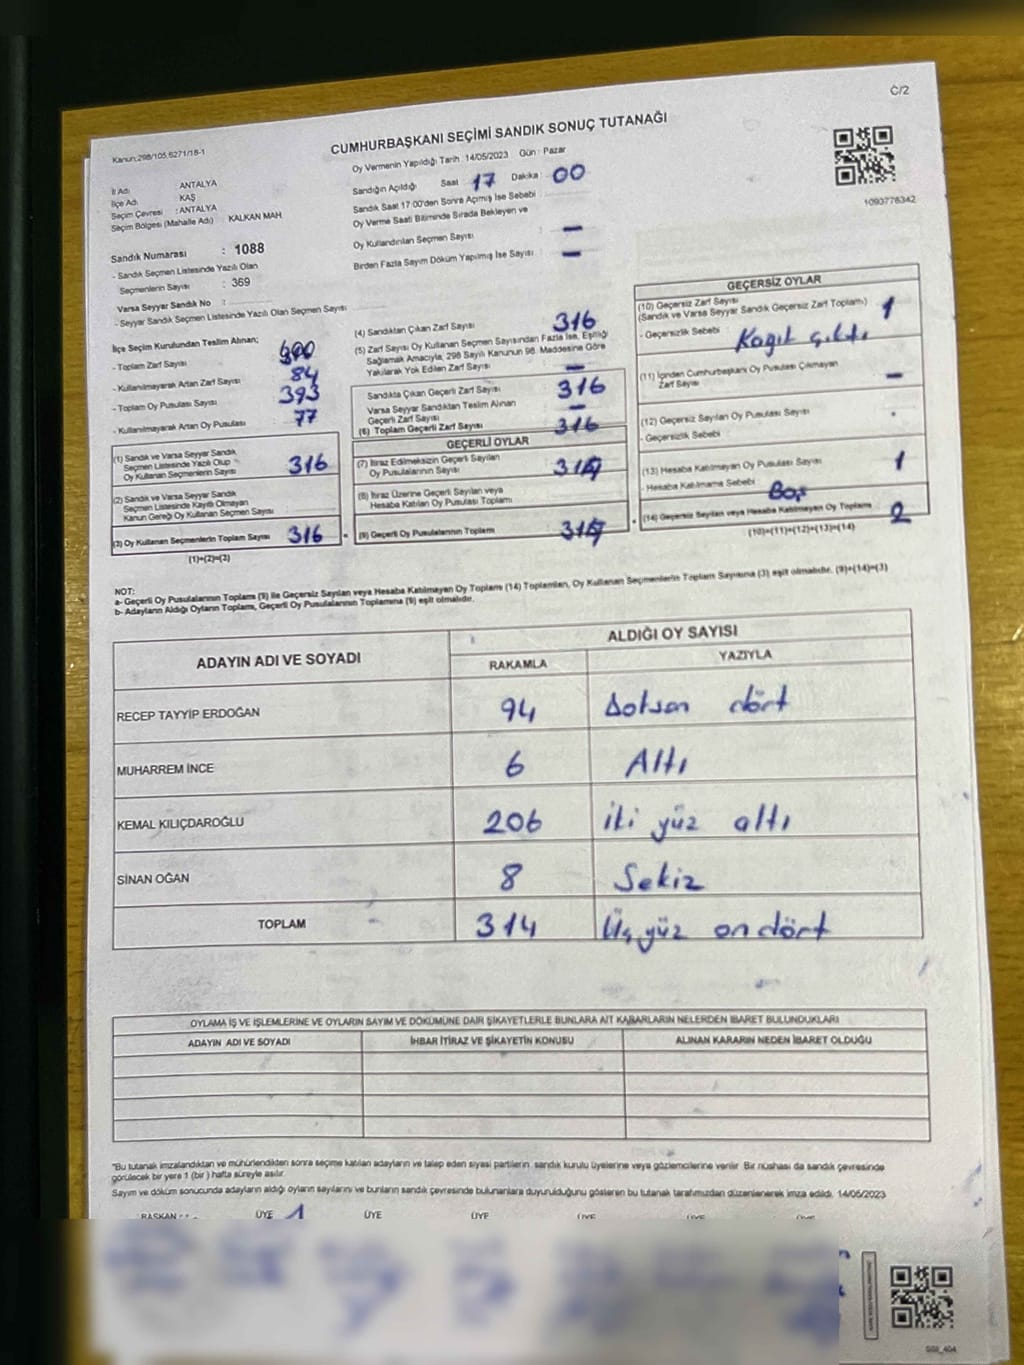 Ç/2
Kanun:298/105,6271/18-1
CUMHURBAŞKANI SEÇİMİ SANDIK SONUÇ TUTANAĞI
Oy Vermenin Yapıldığı Tarih : 14/05/2023 Gün : Pazar
Sandığın Açıldığı Saat 17 Dakika : 00
Sandık Saat 17:00'den Sonra Açmış İse Sebebi
Oy Verme Saati Bitiminde Sırada Bekleyen ve
Oy Kullandırılan Seçmen Sayısı : –
Birden Fazla Sayım Döküm Yapılmış İse Sayısı –
1093776342
İl Adı : ANTALYA
İlçe Adı : KAŞ
Seçim Çevresi : ANTALYA
Seçim Bölgesi (Mahalle Adı) KALKAN MAH
Sandık Numarası : 1088
- Sandık Seçmen Listesinde Yazılı Olan
Seçmenlerin Sayısı : 369
Varsa Seyyar Sandık No :
- Seyyar Sandık Seçmen Listesinde Yazılı Olan Seçmen Sayısı
İlçe Seçim Kurulundan Teslim Alınan;
- Toplam Zarf Sayısı
- Kullanılmayarak Artan Zarf Sayısı 84
- Toplam Oy Pusulası Sayısı 393
- Kullanılmayarak Artan Oy Pusulası 77
(1) Sandık ve Varsa Seyyar Sandık
Seçmen Listesinde Yazılı Olup
Oy Kullanan Seçmenlerin Sayısı 316
(2) Sandık ve Varsa Seyyar Sandık
Seçmen Listesinde Kayıtlı Olmayan
Kanun Gereği Oy Kullanan Seçmen Sayısı
(3) Oy Kullanan Seçmenlerin Toplam Sayısı 316
(1)+(2)=(3)
(4) Sandıktan Çıkan Zarf Sayısı 316
(5) Zarf Sayısı Oy Kullanan Seçmen Sayısından Fazla İse, Eşitliği
Sağlamak Amacıyla, 298 Sayılı Kanunun 98. Maddesine Göre
Yakılarak Yok Edilen Zarf Sayısı –
Sandıkta Çıkan Geçerli Zarf Sayısı 316
Varsa Seyyar Sandıktan Teslim Alınan
Geçerli Zarf Sayısı –
(6) Toplam Geçerli Zarf Sayısı 316
GEÇERLİ OYLAR
(7) İtiraz Edilmeksizin Geçerli Sayılan
Oy Pusulalarının Sayısı 314
(8) İtiraz Üzerine Geçerli Sayılan veya
Hesaba Katılan Oy Pusulası Toplamı
(9) Geçerli Oy Pusulalarının Toplamı 314
GEÇERSİZ OYLAR
(10) Geçersiz Zarf Sayısı
(Sandık ve Varsa Seyyar Sandık Geçersiz Zarf Toplamı) 1
- Geçersizlik Sebebi Kağıt çıktı
(11) İçinden Cumhurbaşkanı Oy Pusulası Çıkmayan
Zarf Sayısı –
(12) Geçersiz Sayılan Oy Pusulası Sayısı
- Geçersizlik Sebebi
(13) Hesaba Katılmayan Oy Pusulası Sayısı 1
- Hesaba Katılmama Sebebi Boş
(14) Geçersiz Sayılan veya Hesaba Katılmayan Oy Toplamı 2
(10)+(11)+(12)+(13)=(14)
NOT:
a- Geçerli Oy Pusulalarının Toplamı (9) ile Geçersiz Sayılan veya Hesaba Katılmayan Oy Toplamı (14) Toplamları, Oy Kullanan Seçmenlerin Toplam Sayısına (3) eşit olmalıdır. (9)+(14)=(3)
b- Adayların Aldığı Oyların Toplamı, Geçerli Oy Pusulalarının Toplamına (9) eşit olmalıdır.
ADAYIN ADI VE SOYADI ALDIĞI OY SAYISI
RAKAMLA YAZIYLA
RECEP TAYYİP ERDOĞAN 94 Doksan dört
MUHARREM İNCE 6 Altı
KEMAL KILIÇDAROĞLU 206 iki yüz altı
SİNAN OĞAN 8 Sekiz
TOPLAM 314 Üç yüz on dört
OYLAMA İŞ VE İŞLEMLERİNE VE OYLARIN SAYIM VE DÖKÜMÜNE DAİR ŞİKAYETLERLE BUNLARA AİT KARARLARIN NELERDEN İBARET BULUNDUKLARI
ADAYIN ADI VE SOYADI İHBAR İTİRAZ VE ŞİKAYETİN KONUSU ALINAN KARARIN NEDEN İBARET OLDUĞU
"Bu tutanak imzalandıktan ve mühürlendikten sonra seçime katılan adayların ve talep eden siyasi partilerin sandık kurulu üyelerine veya gözlemcilerine verilir. Bir nüshası da sandık çevresinde
görülecek bir yere 1 (bir) hafta süreyle asılır.
Sayım ve döküm sonucunda adayların aldığı oyların sayılarını ve bunların sandık çevresinde bulunanlara duyurulduğunu gösteren bu tutanak tarafımızdan düzenlenerek imza edildi. 14/05/2023
BAŞKAN ÜYE 1 ÜYE ÜYE ÜYE ÜYE ÜYE